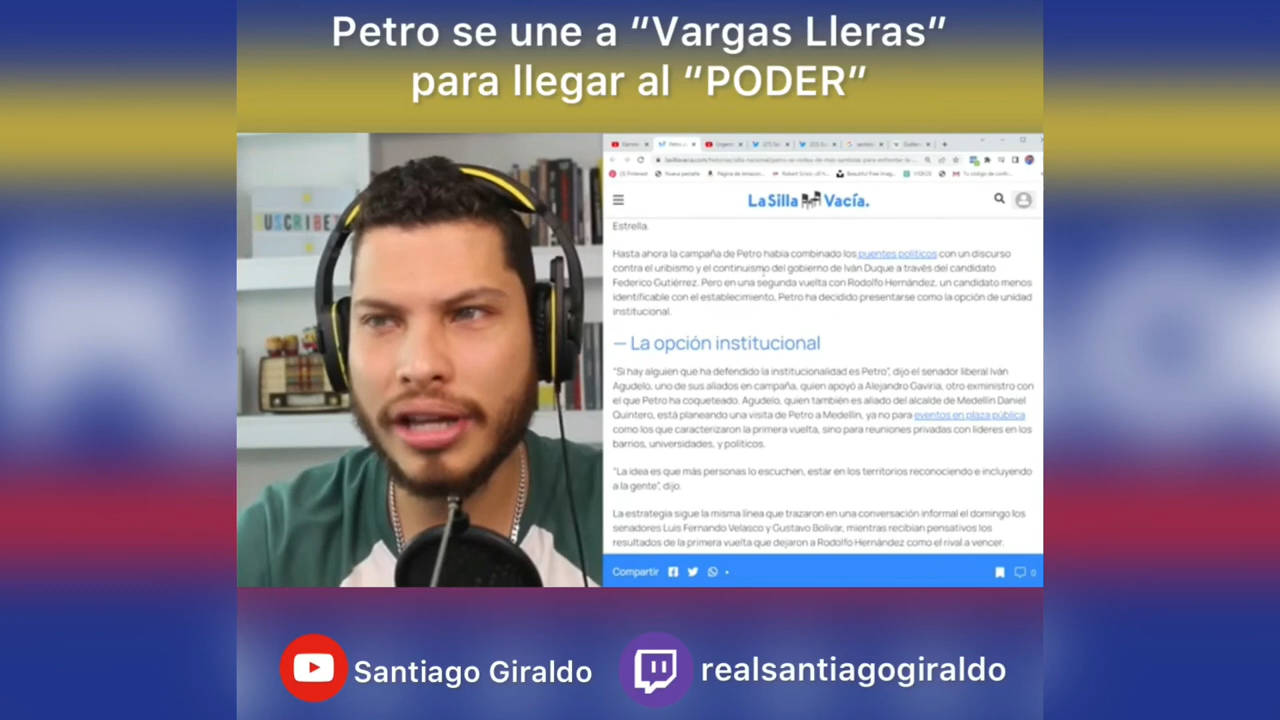 Petro se une a “Vargas Lleras”
para llegar al “PODER”
USCRIBE
La Silla Vacía.
Estrella.
Hasta ahora la campaña de Petro había combinado los puentes políticos con un discurso
contra el uribismo y el continuismo del gobierno de Iván Duque a través del candidato
Federico Gutiérrez. Pero en una segunda vuelta con Rodolfo Hernández, un candidato menos
identificable con el establecimiento, Petro ha decidido presentarse como la opción de unidad
institucional.
— La opción institucional
“Si hay alguien que ha defendido la institucionalidad es Petro”, dijo el senador liberal Iván
Agudelo, uno de sus aliados en campaña, quien apoyó a Alejandro Gaviria, otro exministro con
el que Petro ha coqueteado. Agudelo, quien también es aliado del alcalde de Medellín Daniel
Quintero, está planeando una visita de Petro a Medellín, ya no para eventos en plaza pública
como los que caracterizaron la primera vuelta, sino para reuniones privadas con líderes en los
barrios, universidades, y políticos.
“La idea es que más personas lo escuchen, estar en los territorios reconociendo e incluyendo
a la gente”, dijo.
La estrategia sigue la misma línea que trazaron en una conversación informal el domingo los
senadores Luis Fernando Velasco y Gustavo Bolívar, mientras recibían pensativos los
resultados de la primera vuelta que dejaron a Rodolfo Hernández como el rival a vencer.
Compartir
0
Santiago Giraldo
realsantiagogiraldo